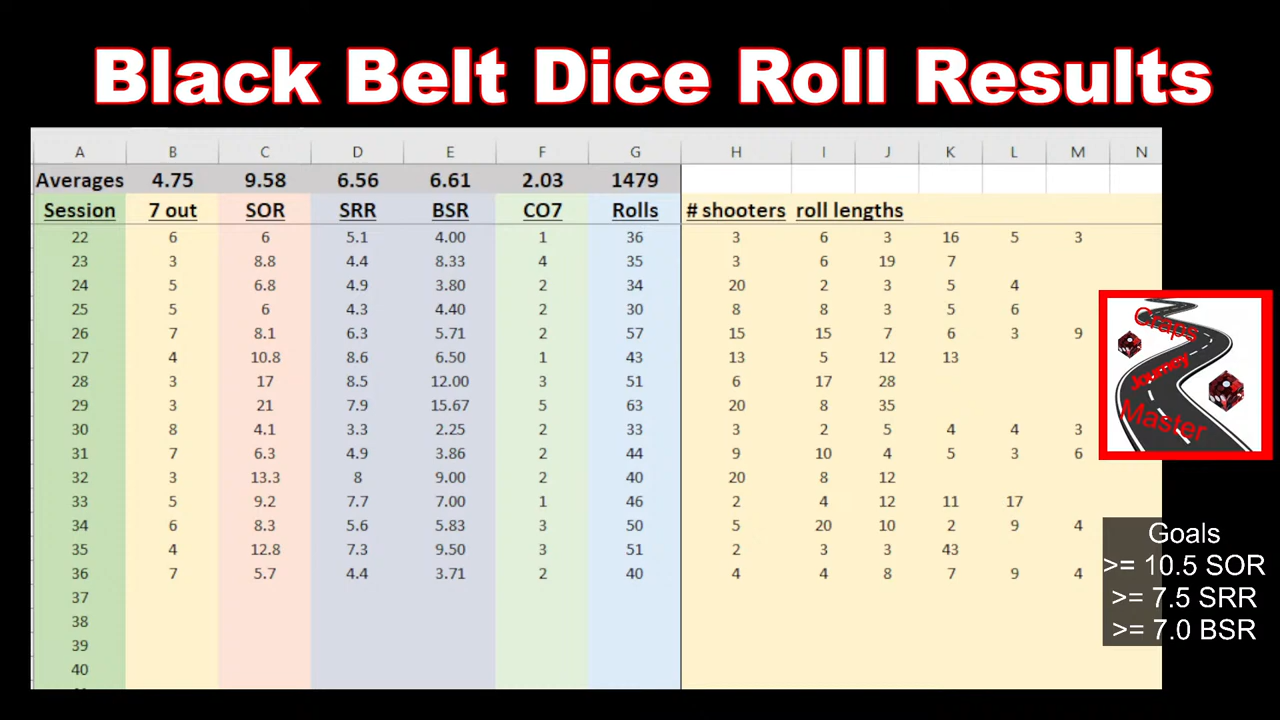 Black Belt Dice Roll Results
A B C D E F G H I J K L M N
Averages 4.75 9.58 6.56 6.61 2.03 1479
Session 7 out SOR SRR BSR CO7 Rolls # shooters roll lengths
22 6 6 5.1 4.00 1 36 3 6 3 16 5 3
23 3 8.8 4.4 8.33 4 35 3 6 19 7
24 5 6.8 4.9 3.80 2 34 20 2 3 5 4
25 5 6 4.3 4.40 2 30 8 8 3 5 6
26 7 8.1 6.3 5.71 2 57 15 15 7 6 3 9
27 4 10.8 8.6 6.50 1 43 13 5 12 13
28 3 17 8.5 12.00 3 51 6 17 28
29 3 21 7.9 15.67 5 63 20 8 35
30 8 4.1 3.3 2.25 2 33 3 2 5 4 4 3
31 7 6.3 4.9 3.86 2 44 9 10 4 5 3 6
32 3 13.3 8 9.00 2 40 20 8 12
33 5 9.2 7.7 7.00 1 46 2 4 12 11 17
34 6 8.3 5.6 5.83 3 50 5 20 10 2 9 4
35 4 12.8 7.3 9.50 3 51 2 3 3 43
36 7 5.7 4.4 3.71 2 40 4 4 8 7 9 4
37
38
39
40
Craps
Journey
Master
Goals
>= 10.5 SOR
>= 7.5 SRR
>= 7.0 BSR